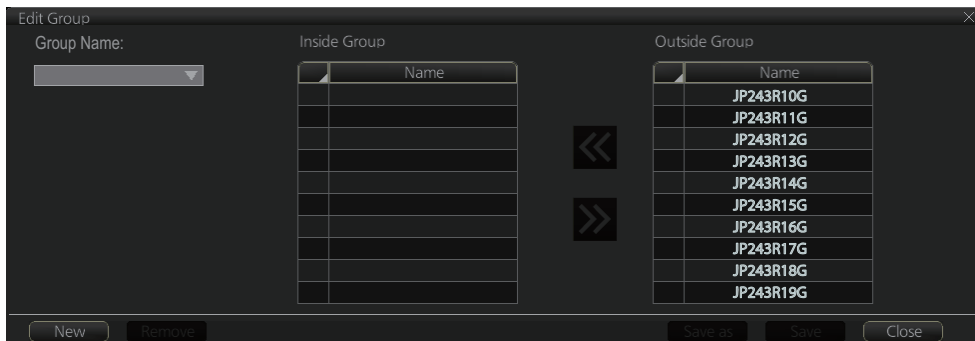 Edit Group
Group Name:
Inside Group
Name
Outside Group
Name
JP243R10G
JP243R11G
JP243R12G
JP243R13G
JP243R14G
JP243R15G
JP243R16G
JP243R17G
JP243R18G
JP243R19G
New Remove Save as Save Close